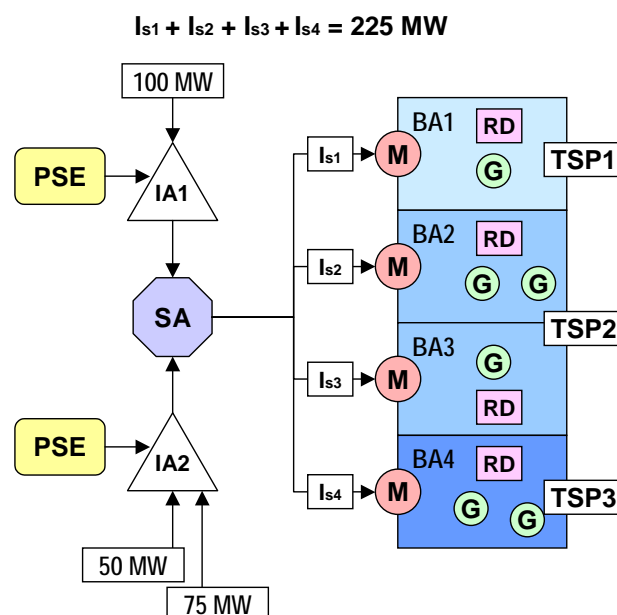 Is1 + Is2 + Is3 + Is4 = 225 MW
100 MW
PSE
IA1
SA
PSE
IA2
50 MW
75 MW
Is1
M
BA1
RD
G
TSP1
Is2
M
BA2
RD
G G
TSP2
Is3
M
BA3
G
RD
Is4
M
BA4
RD
G G
TSP3